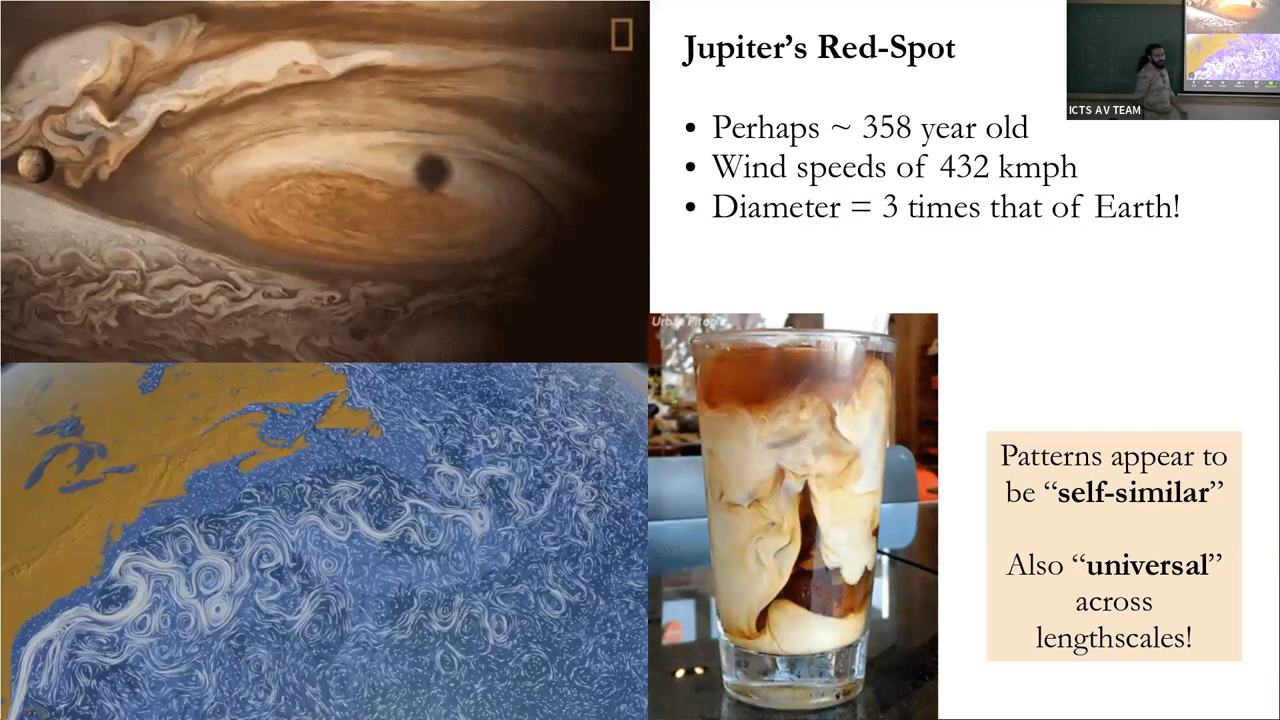 Jupiter’s Red-Spot
ICTS AV TEAM
• Perhaps ~ 358 year old
• Wind speeds of 432 kmph
• Diameter = 3 times that of Earth!
Patterns appear to
be “self-similar”
Also “universal”
across
lengthscales!